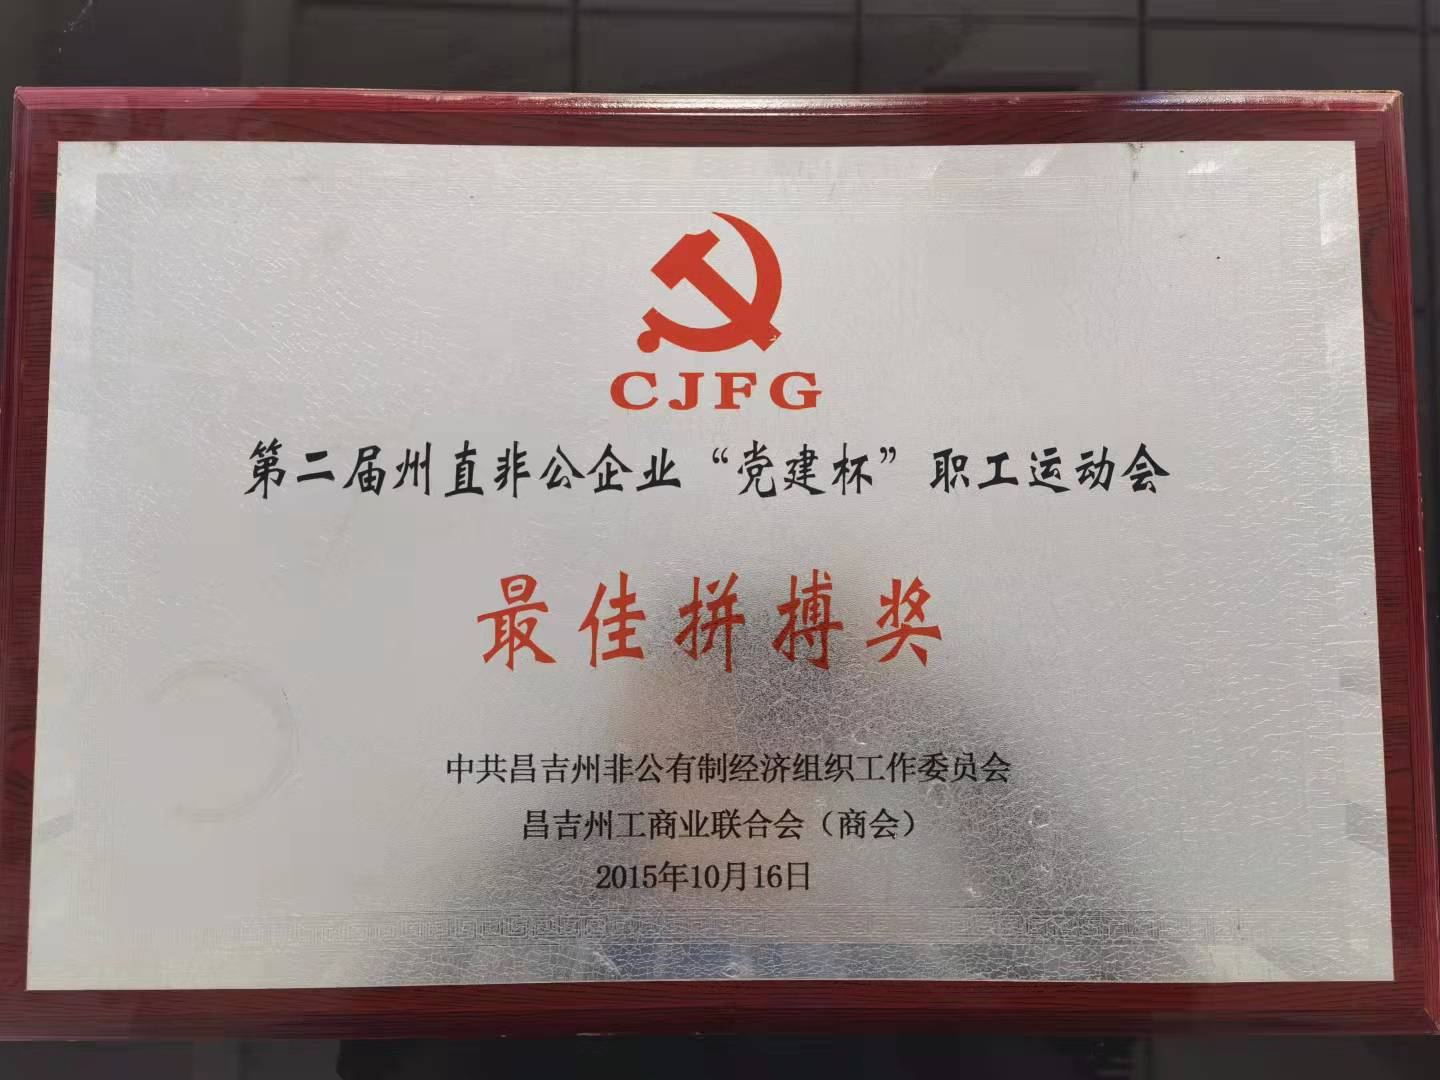 CJFG
第二届州直非公企业“党建杯”职工运动会
最佳拼搏奖
中共昌吉州非公有制经济组织工作委员会
昌吉州工商业联合会（商会）
2015年10月16日